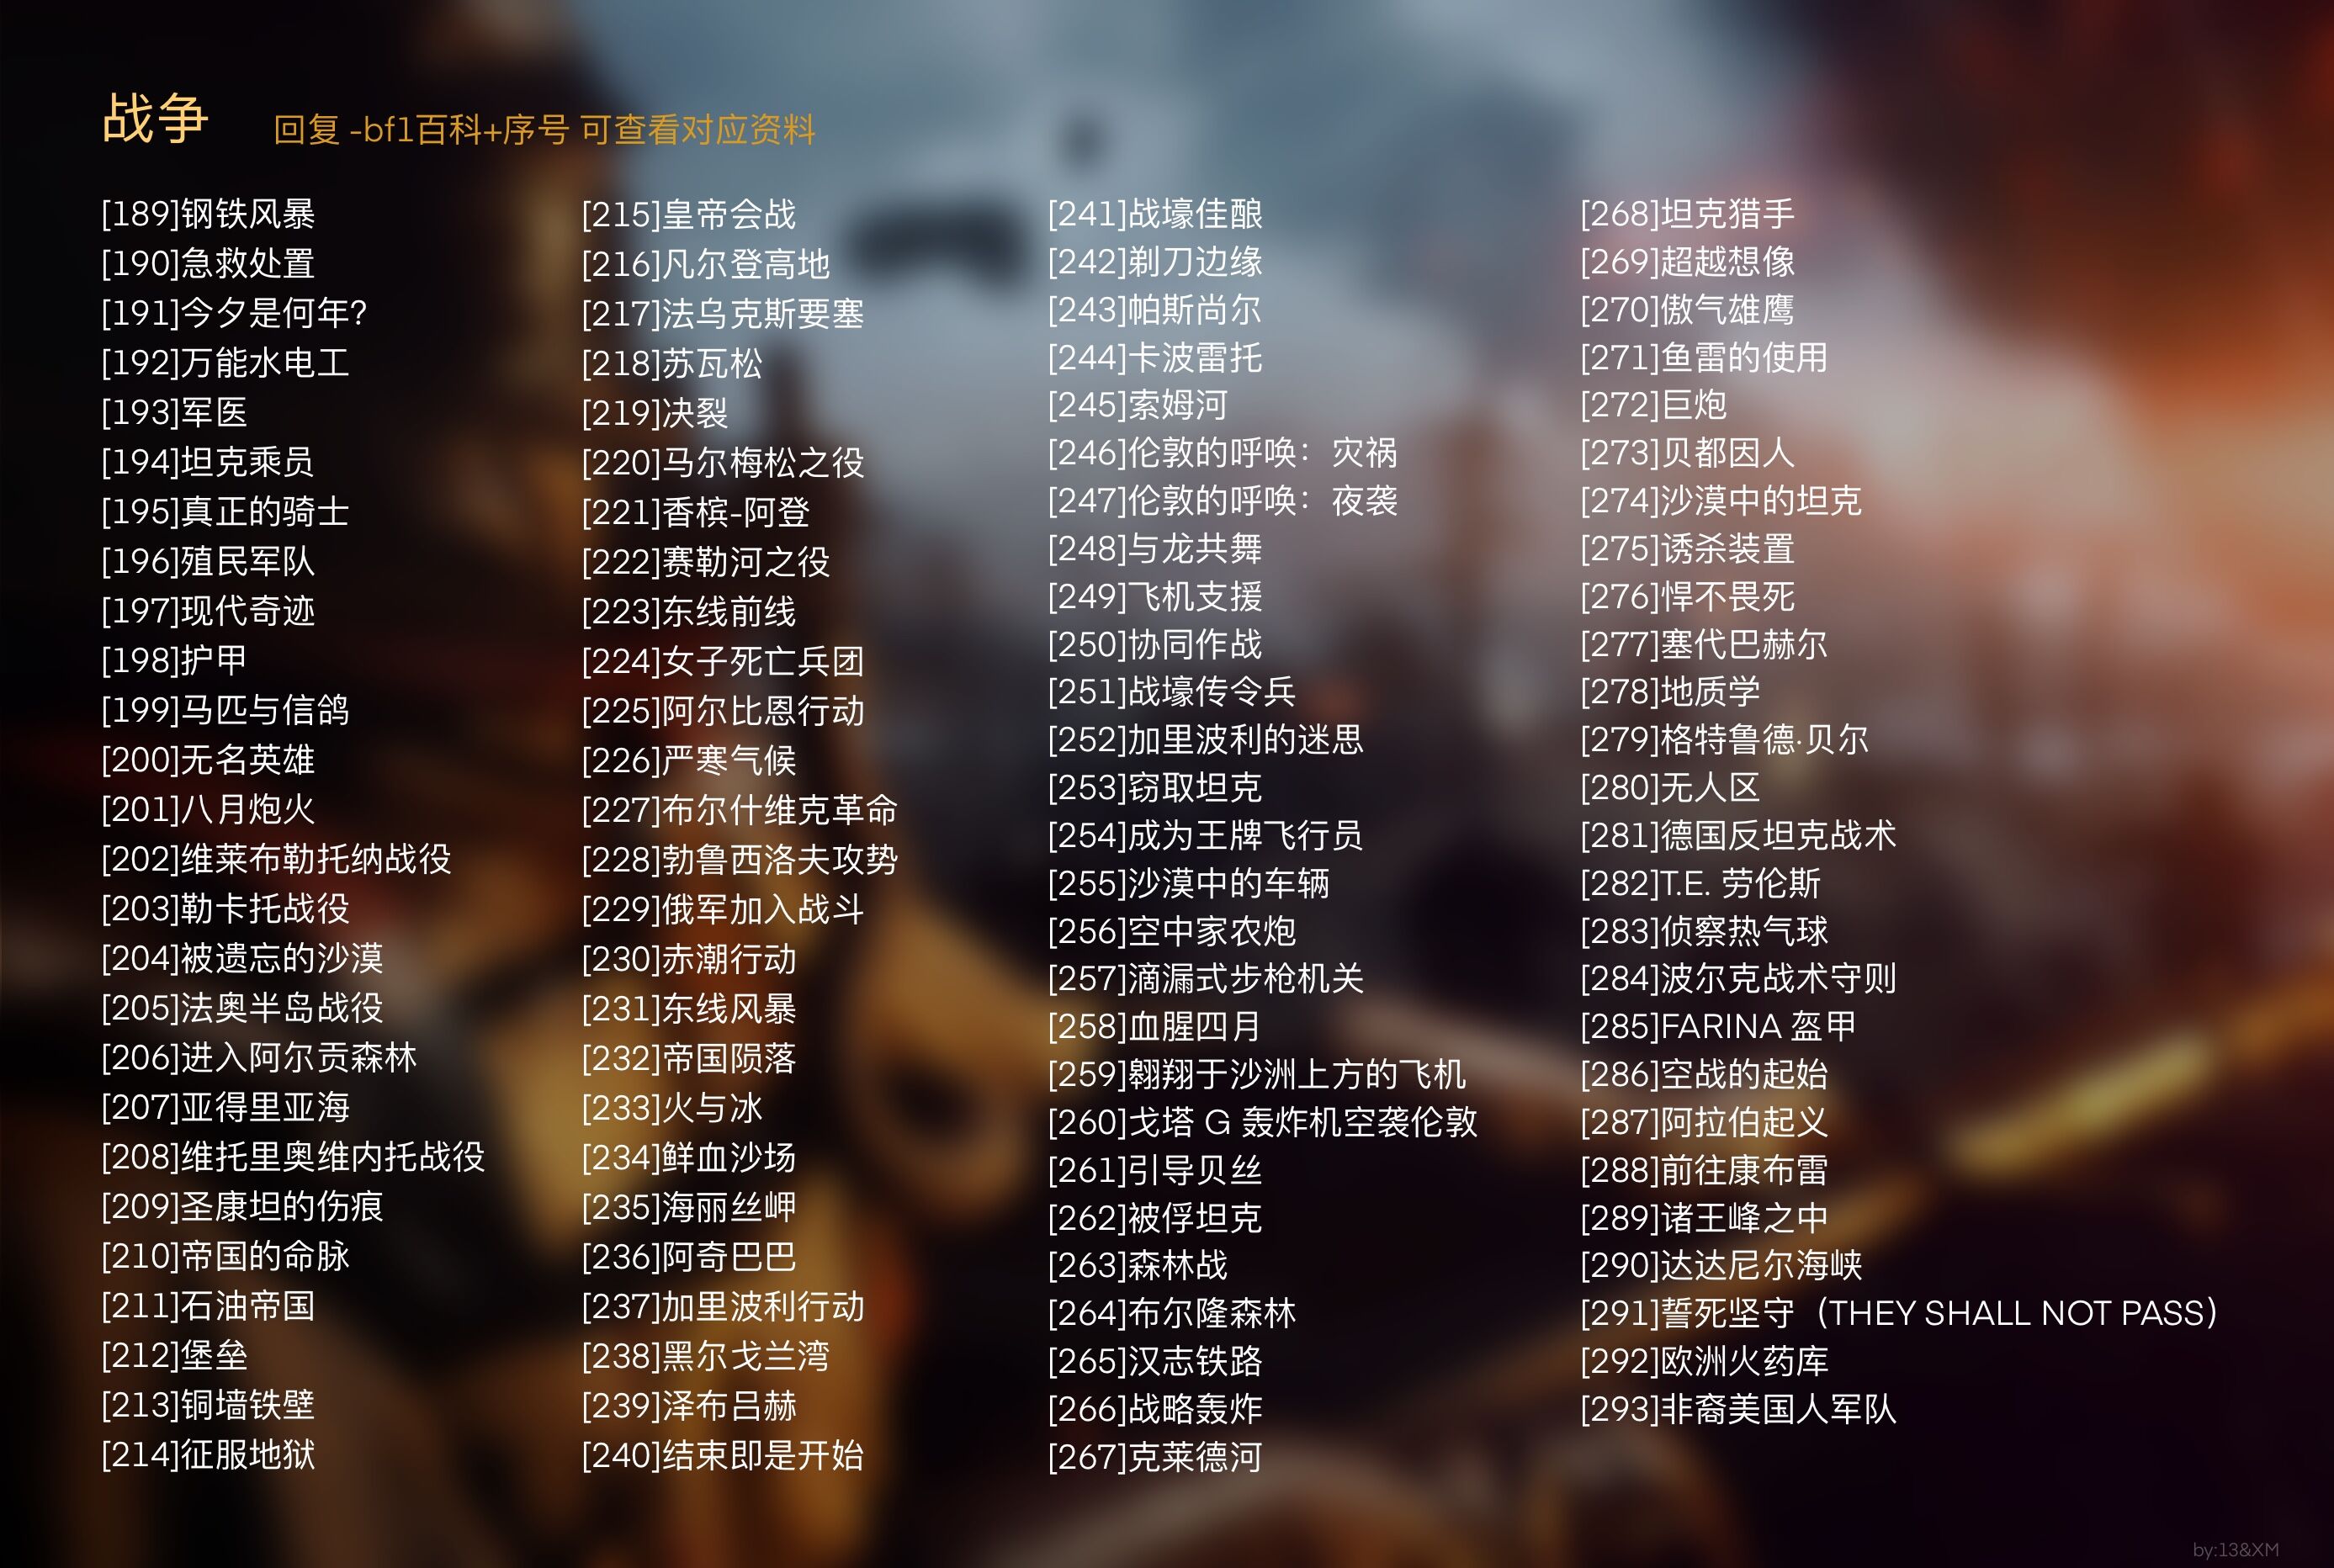 战争
回复 -bf1百科+序号 可查看对应资料
[189]钢铁风暴
[190]急救处置
[191]今夕是何年?
[192]万能水电工
[193]军医
[194]坦克乘员
[195]真正的骑士
[196]殖民军队
[197]现代奇迹
[198]护甲
[199]马匹与信鸽
[200]无名英雄
[201]八月炮火
[202]维莱布勒托纳战役
[203]勒卡托战役
[204]被遗忘的沙漠
[205]法奥半岛战役
[206]进入阿尔贡森林
[207]亚得里亚海
[208]维托里奥维内托战役
[209]圣康坦的伤痕
[210]帝国的命脉
[211]石油帝国
[212]堡垒
[213]铜墙铁壁
[214]征服地狱
[215]皇帝会战
[216]凡尔登高地
[217]法乌克斯要塞
[218]苏瓦松
[219]决裂
[220]马尔梅松之役
[221]香槟-阿登
[222]赛勒河之役
[223]东线前线
[224]女子死亡兵团
[225]阿尔比恩行动
[226]严寒气候
[227]布尔什维克革命
[228]勃鲁西洛夫攻势
[229]俄军加入战斗
[230]赤潮行动
[231]东线风暴
[232]帝国陨落
[233]火与冰
[234]鲜血沙场
[235]海丽丝岬
[236]阿奇巴巴
[237]加里波利行动
[238]黑尔戈兰湾
[239]泽布吕赫
[240]结束即是开始
[241]战壕佳酿
[242]剃刀边缘
[243]帕斯尚尔
[244]卡波雷托
[245]索姆河
[246]伦敦的呼唤：灾祸
[247]伦敦的呼唤：夜袭
[248]与龙共舞
[249]飞机支援
[250]协同作战
[251]战壕传令兵
[252]加里波利的迷思
[253]窃取坦克
[254]成为王牌飞行员
[255]沙漠中的车辆
[256]空中家农炮
[257]滴漏式步枪机关
[258]血腥四月
[259]翱翔于沙洲上方的飞机
[260]戈塔 G 轰炸机空袭伦敦
[261]引导贝丝
[262]被俘坦克
[263]森林战
[264]布尔隆森林
[265]汉志铁路
[266]战略轰炸
[267]克莱德河
[268]坦克猎手
[269]超越想像
[270]傲气雄鹰
[271]鱼雷的使用
[272]巨炮
[273]贝都因人
[274]沙漠中的坦克
[275]诱杀装置
[276]悍不畏死
[277]塞代巴赫尔
[278]地质学
[279]格特鲁德·贝尔
[280]无人区
[281]德国反坦克战术
[282]T.E. 劳伦斯
[283]侦察热气球
[284]波尔克战术守则
[285]FARINA 盔甲
[286]空战的起始
[287]阿拉伯起义
[288]前往康布雷
[289]诸王峰之中
[290]达达尼尔海峡
[291]誓死坚守（THEY SHALL NOT PASS）
[292]欧洲火药库
[293]非裔美国人军队
by:13&XM